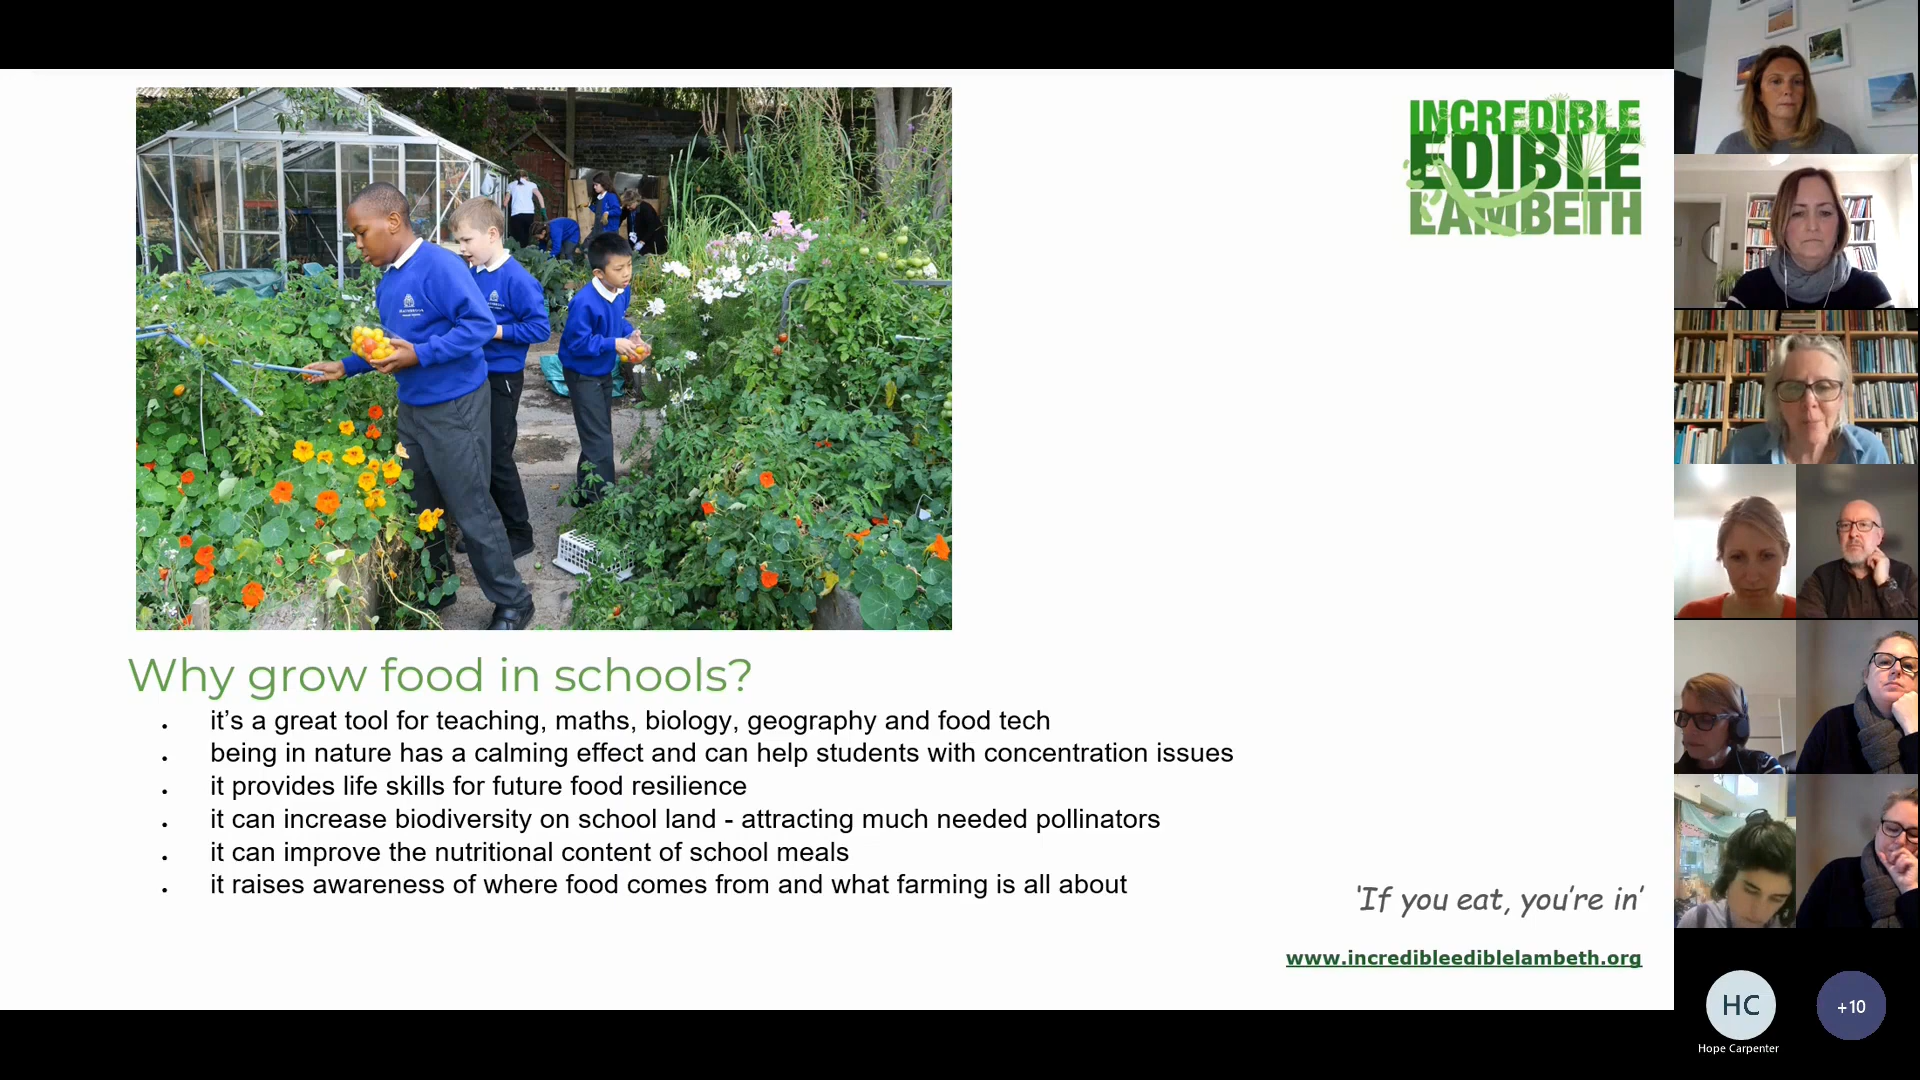 INCREDIBLE
EDIBLE
LAMBETH
Why grow food in schools?
• it’s a great tool for teaching, maths, biology, geography and food tech
• being in nature has a calming effect and can help students with concentration issues
• it provides life skills for future food resilience
• it can increase biodiversity on school land - attracting much needed pollinators
• it can improve the nutritional content of school meals
• it raises awareness of where food comes from and what farming is all about
‘If you eat, you’re in’
www.incredibleediblelambeth.org
HC
+10
Hope Carpenter